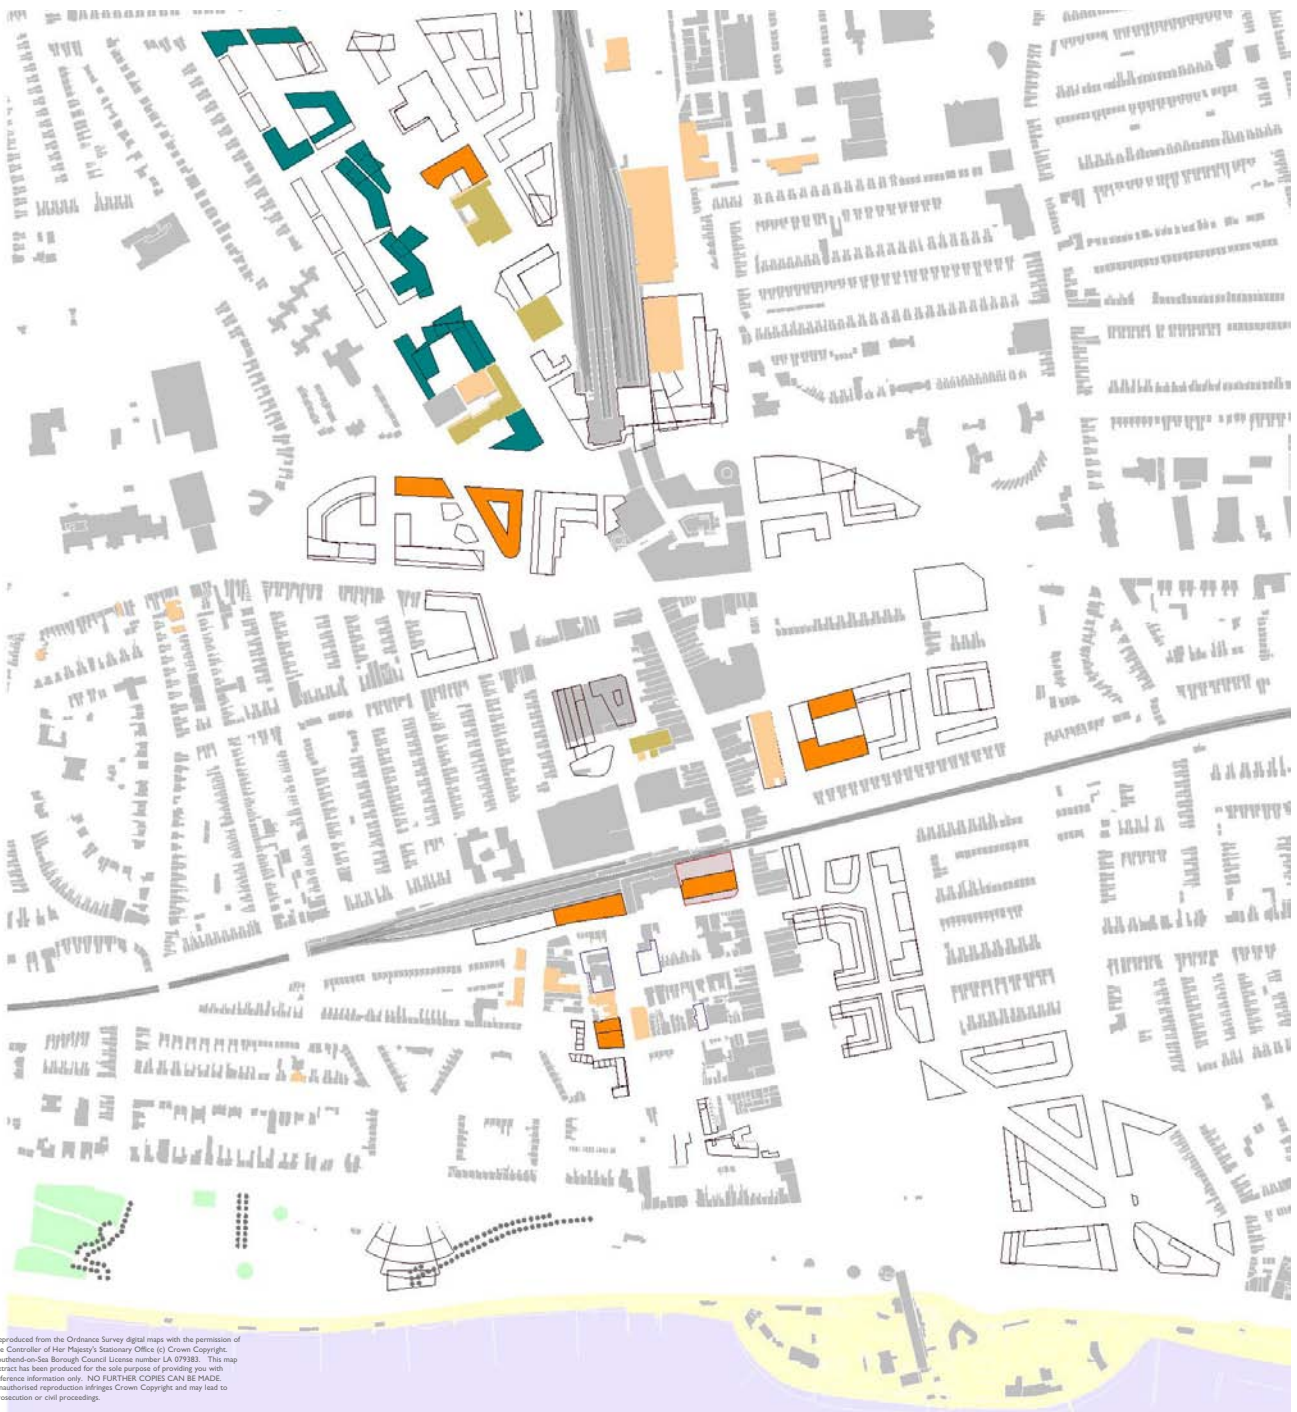 eproduced from the Ordnance Survey digital maps with the permission of
e Controller of Her Majesty's Stationary Office (c) Crown Copyright.
outhend-on-Sea Borough Council License number LA 079383. This map
tract has been produced for the sole purpose of providing you with
ference information only. NO FURTHER COPIES CAN BE MADE.
nauthorised reproduction infringes Crown Copyright and may lead to
rosecution or civil proceedings.